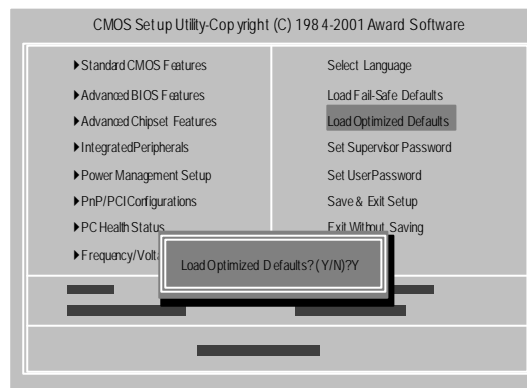 CMOS Setup Utility-Copyright (C) 1984-2001 Award Software
▶Standard CMOS Features
▶Advanced BIOS Features
▶Advanced Chipset Features
▶Integrated Peripherals
▶Power Management Setup
▶PnP/PCI Configurations
▶PC Health Status
▶Frequency/Volt
Select Language
Load Fail-Safe Defaults
Load Optimized Defaults
Set Supervisor Password
Set User Password
Save & Exit Setup
Exit Without Saving
Load Optimized Defaults? (Y/N)?Y